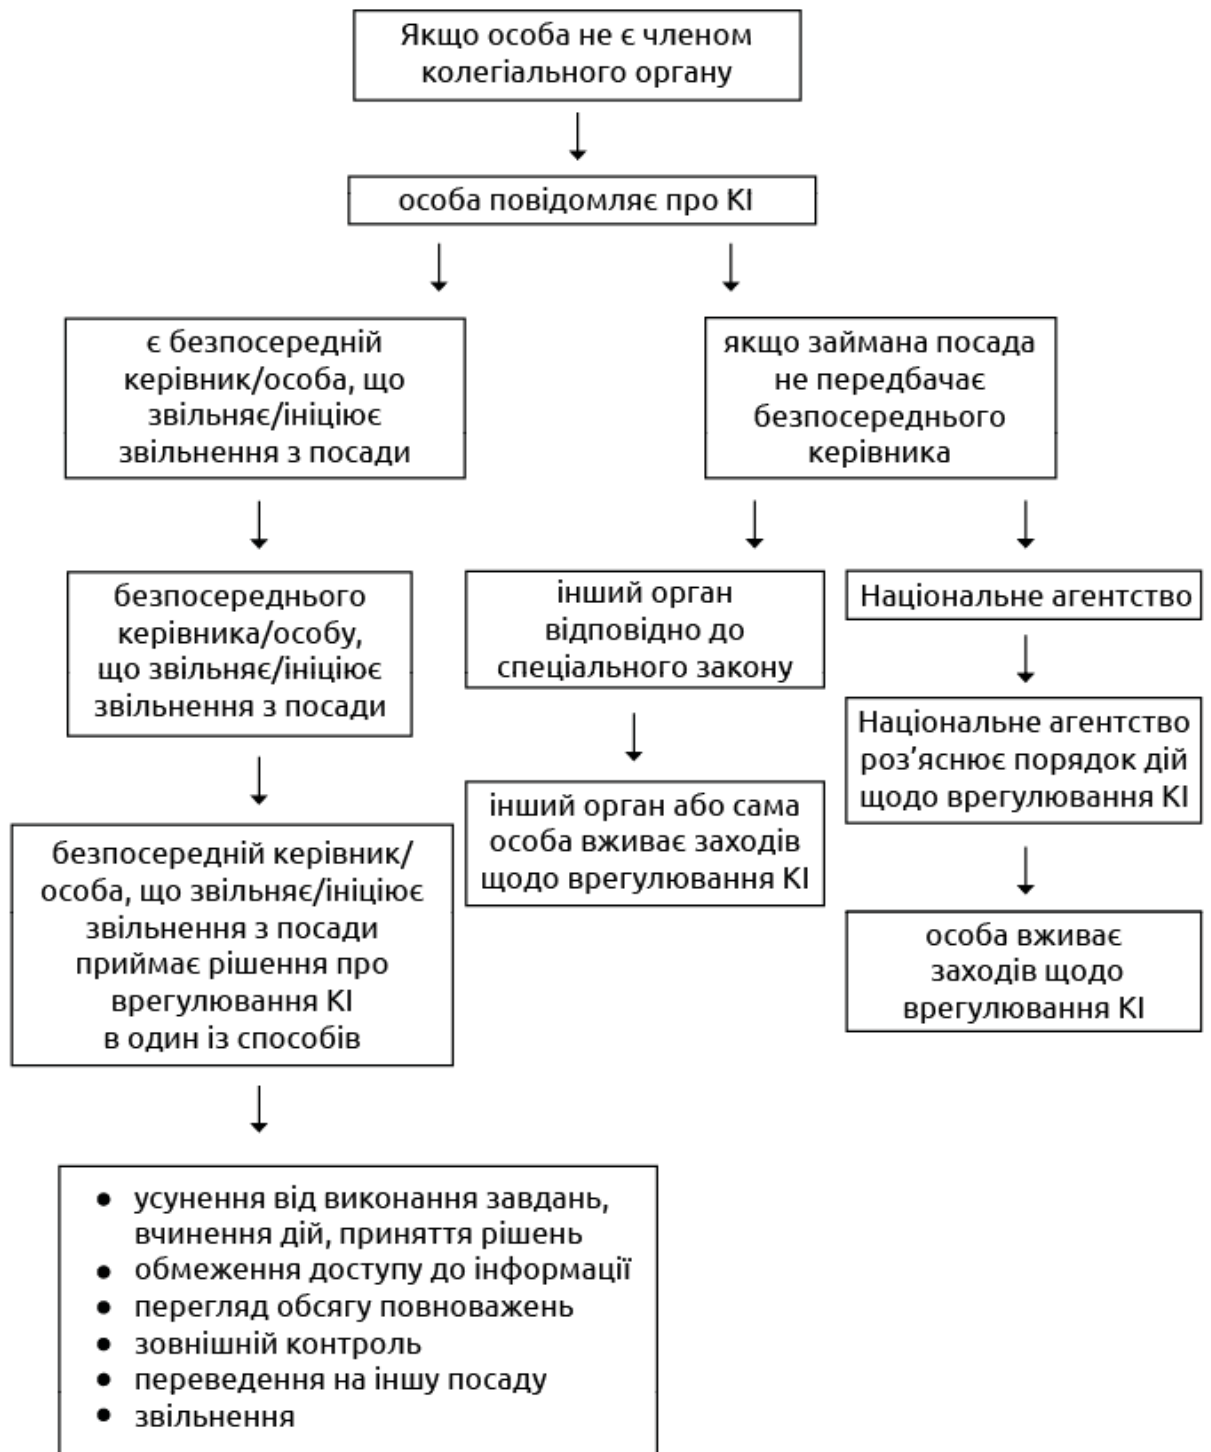 Якщо особа не є членом
колегіального органу
особа повідомляє про КІ
є безпосередній
керівник/особа, що
звільняє/ініціює
звільнення з посади
якщо займана посада
не передбачає
безпосереднього
керівника
безпосереднього
керівника/особу,
що звільняє/ініціює
звільнення з посади
інший орган
відповідно до
спеціального закону
Національне агентство
Національне агентство
роз’яснює порядок дій
щодо врегулювання КІ
інший орган або сама
особа вживає заходів
щодо врегулювання КІ
безпосередній керівник/
особа, що звільняє/ініціює
звільнення з посади
приймає рішення про
врегулювання КІ
в один із способів
особа вживає
заходів щодо
врегулювання КІ
● усунення від виконання завдань,
вчинення дій, приняття рішень
● обмеження доступу до інформації
● перегляд обсягу повноважень
● зовнішній контроль
● переведення на іншу посаду
● звільнення